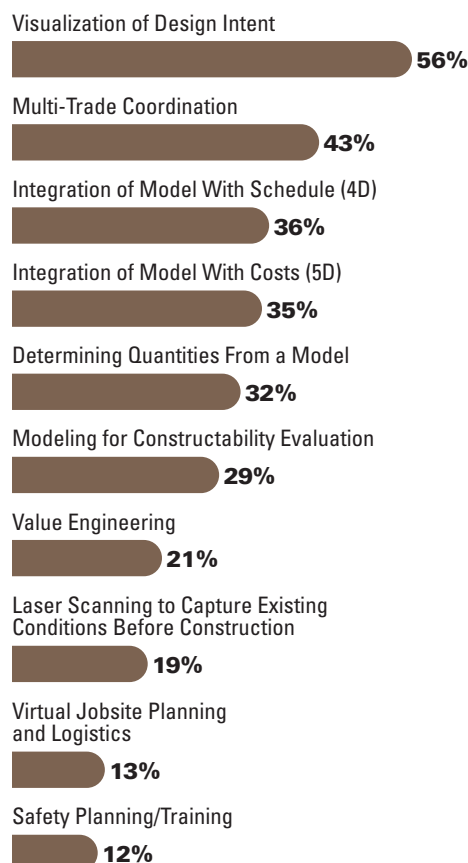 Visualization of Design Intent
56%
Multi-Trade Coordination
43%
Integration of Model With Schedule (4D)
36%
Integration of Model With Costs (5D)
35%
Determining Quantities From a Model
32%
Modeling for Constructability Evaluation
29%
Value Engineering
21%
Laser Scanning to Capture Existing
Conditions Before Construction
19%
Virtual Jobsite Planning
and Logistics
13%
Safety Planning/Training
12%